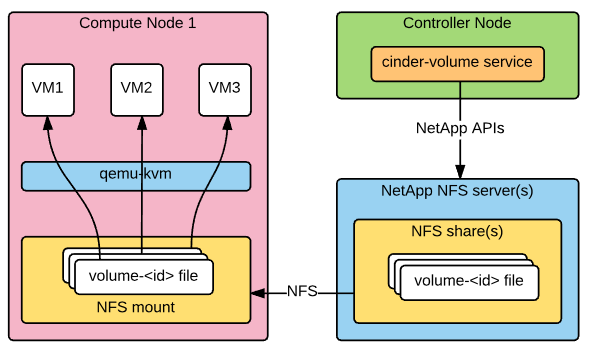 Compute Node 1
VM1
VM2
VM3
qemu-kvm
volume-<id> file
NFS mount
NFS
Controller Node
cinder-volume service
NetApp APIs
NetApp NFS server(s)
NFS share(s)
volume-<id> file